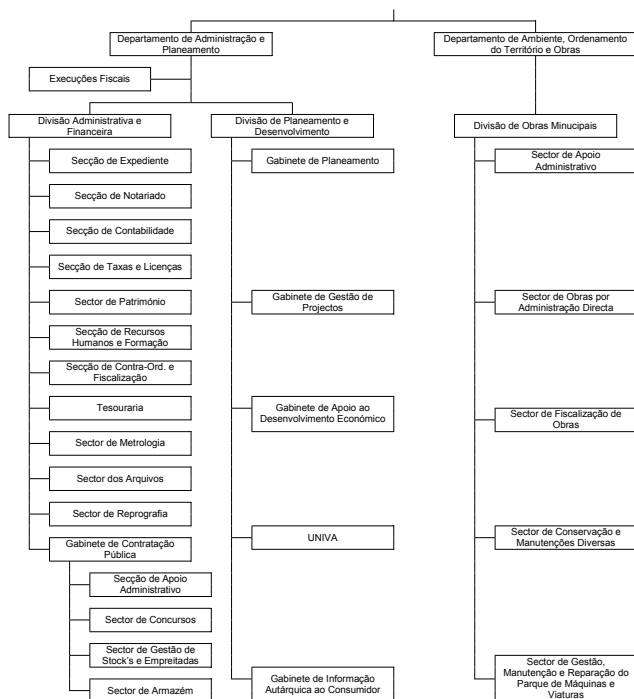 Departamento de Administração e
Planeamento
Departamento de Ambiente, Ordenamento
do Território e Obras
Execuções Fiscais
Divisão Administrativa e
Financeira
Divisão de Planeamento e
Desenvolvimento
Divisão de Obras Minucipais
Secção de Expediente
Secção de Notariado
Secção de Contabilidade
Secção de Taxas e Licenças
Sector de Património
Secção de Recursos
Humanos e Formação
Secção de Contra-Ord. e
Fiscalização
Tesouraria
Sector de Metrologia
Sector dos Arquivos
Sector de Reprografia
Gabinete de Contratação
Pública
Secção de Apoio
Administrativo
Sector de Concursos
Sector de Gestão de
Stock's e Empreitadas
Sector de Armazém
Gabinete de Planeamento
Gabinete de Gestão de
Projectos
Gabinete de Apoio ao
Desenvolvimento Económico
UNIVA
Gabinete de Informação
Autárquica ao Consumidor
Sector de Apoio
Administrativo
Sector de Obras por
Administração Directa
Sector de Fiscalização de
Obras
Sector de Conservação e
Manutenções Diversas
Sector de Gestão,
Manutenção e Reparação do
Parque de Máquinas e
Viaturas